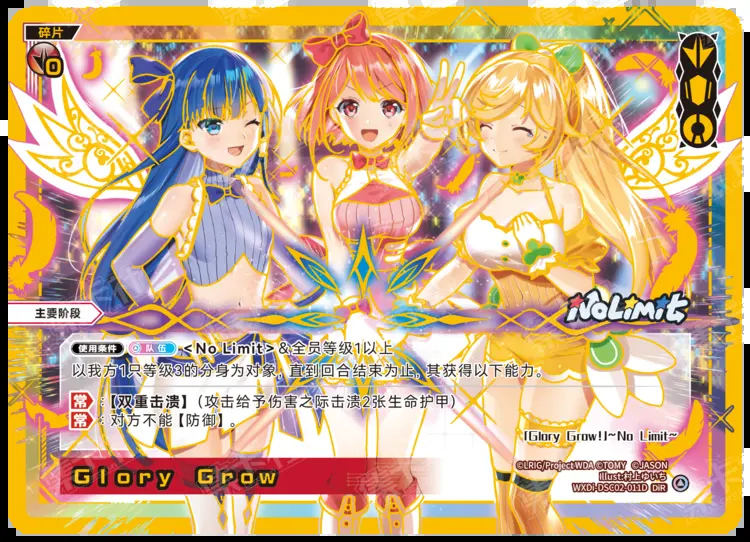 碎片
0
主要阶段
NoLimit
使用条件 队伍 <No Limit>&全员等级1以上
以我方1只等级3的分身为对象，直到回合结束为止，其获得以下能力。
常：【双重击溃】（攻击给予伤害之际击溃2张生命护甲）
常：对方不能【防御】。
「Glory Grow!」~No Limit~
Glory Grow
©LRIG/Project WDA ©TOMY ©JASON
Illust:村上ゆいち
WXDi-DSC02-011D DiR